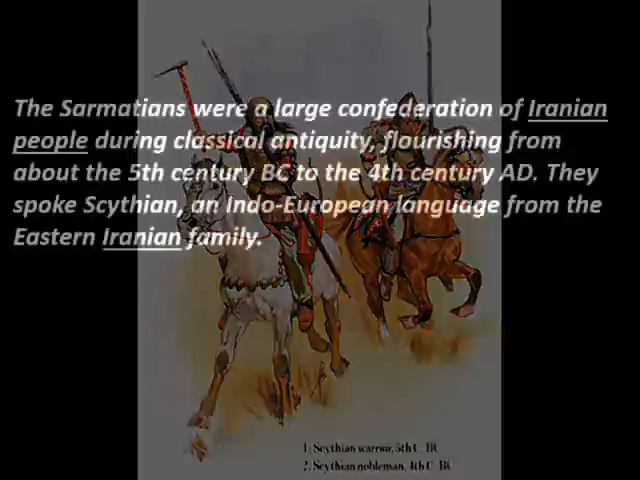 The Sarmatians were a large confederation of Iranian
people during classical antiquity, flourishing from
about the 5th century BC to the 4th century AD. They
spoke Scythian, an Indo-European language from the
Eastern Iranian family.
1. Scythian warrior, 5th C. BC
2. Scythian nobleman, 4th C. BC